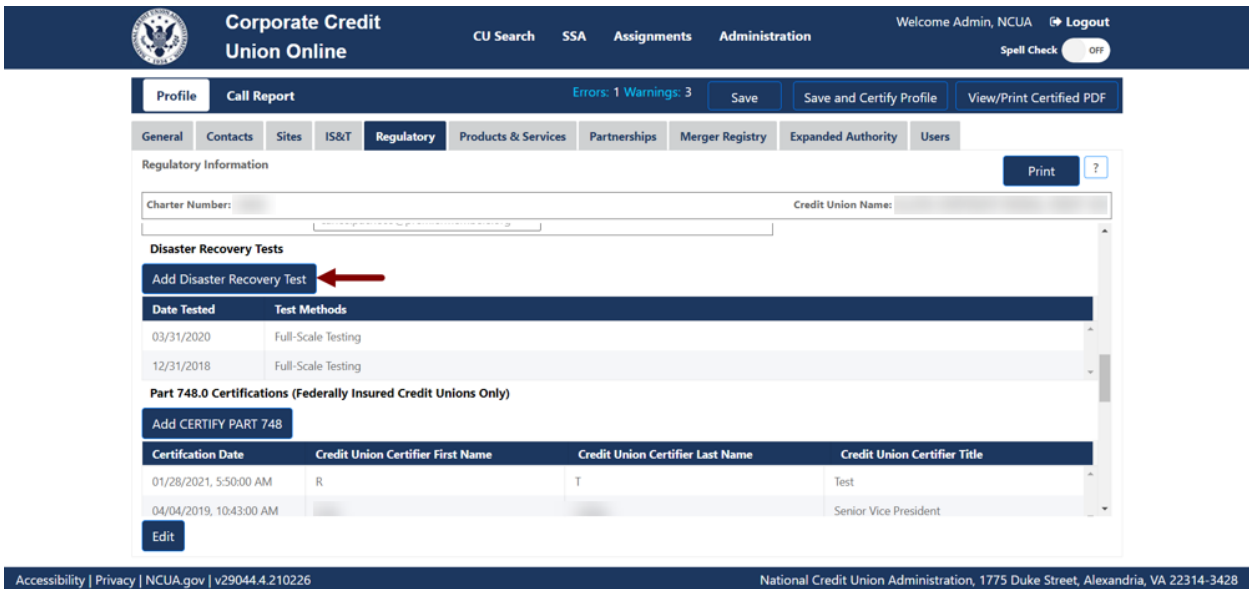 Corporate Credit
Union Online
CU Search SSA Assignments Administration
Welcome Admin, NCUA Logout
Spell Check OFF
Profile Call Report Errors: 1 Warnings: 3 Save Save and Certify Profile View/Print Certified PDF
General Contacts Sites IS&T Regulatory Products & Services Partnerships Merger Registry Expanded Authority Users
Regulatory Information
Print ?
Charter Number: Credit Union Name:
Disaster Recovery Tests
Add Disaster Recovery Test
Date Tested Test Methods
03/31/2020 Full-Scale Testing
12/31/2018 Full-Scale Testing
Part 748.0 Certifications (Federally Insured Credit Unions Only)
Add CERTIFY PART 748
Certifcation Date Credit Union Certifier First Name Credit Union Certifier Last Name Credit Union Certifier Title
01/28/2021, 5:50:00 AM R T Test
04/04/2019, 10:43:00 AM Senior Vice President
Edit
Accessibility | Privacy | NCUA.gov | v29044.4.210226 National Credit Union Administration, 1775 Duke Street, Alexandria, VA 22314-3428